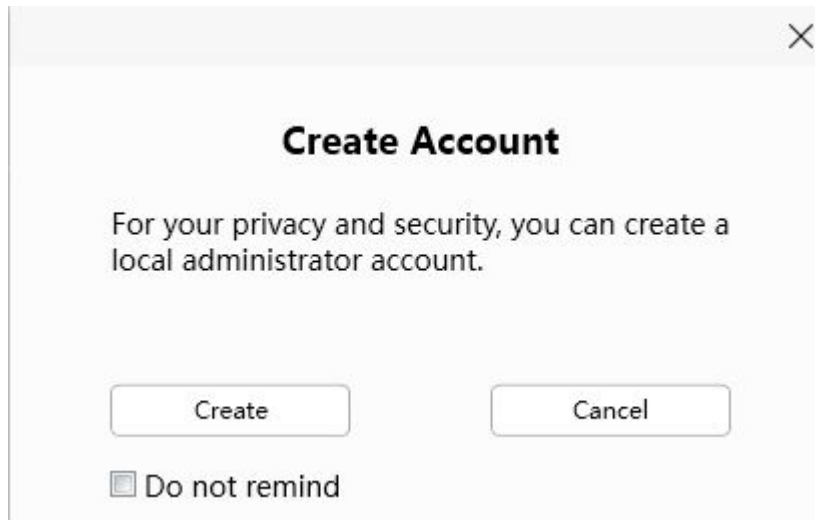 Create Account
For your privacy and security, you can create a
local administrator account.
Create
Cancel
Do not remind